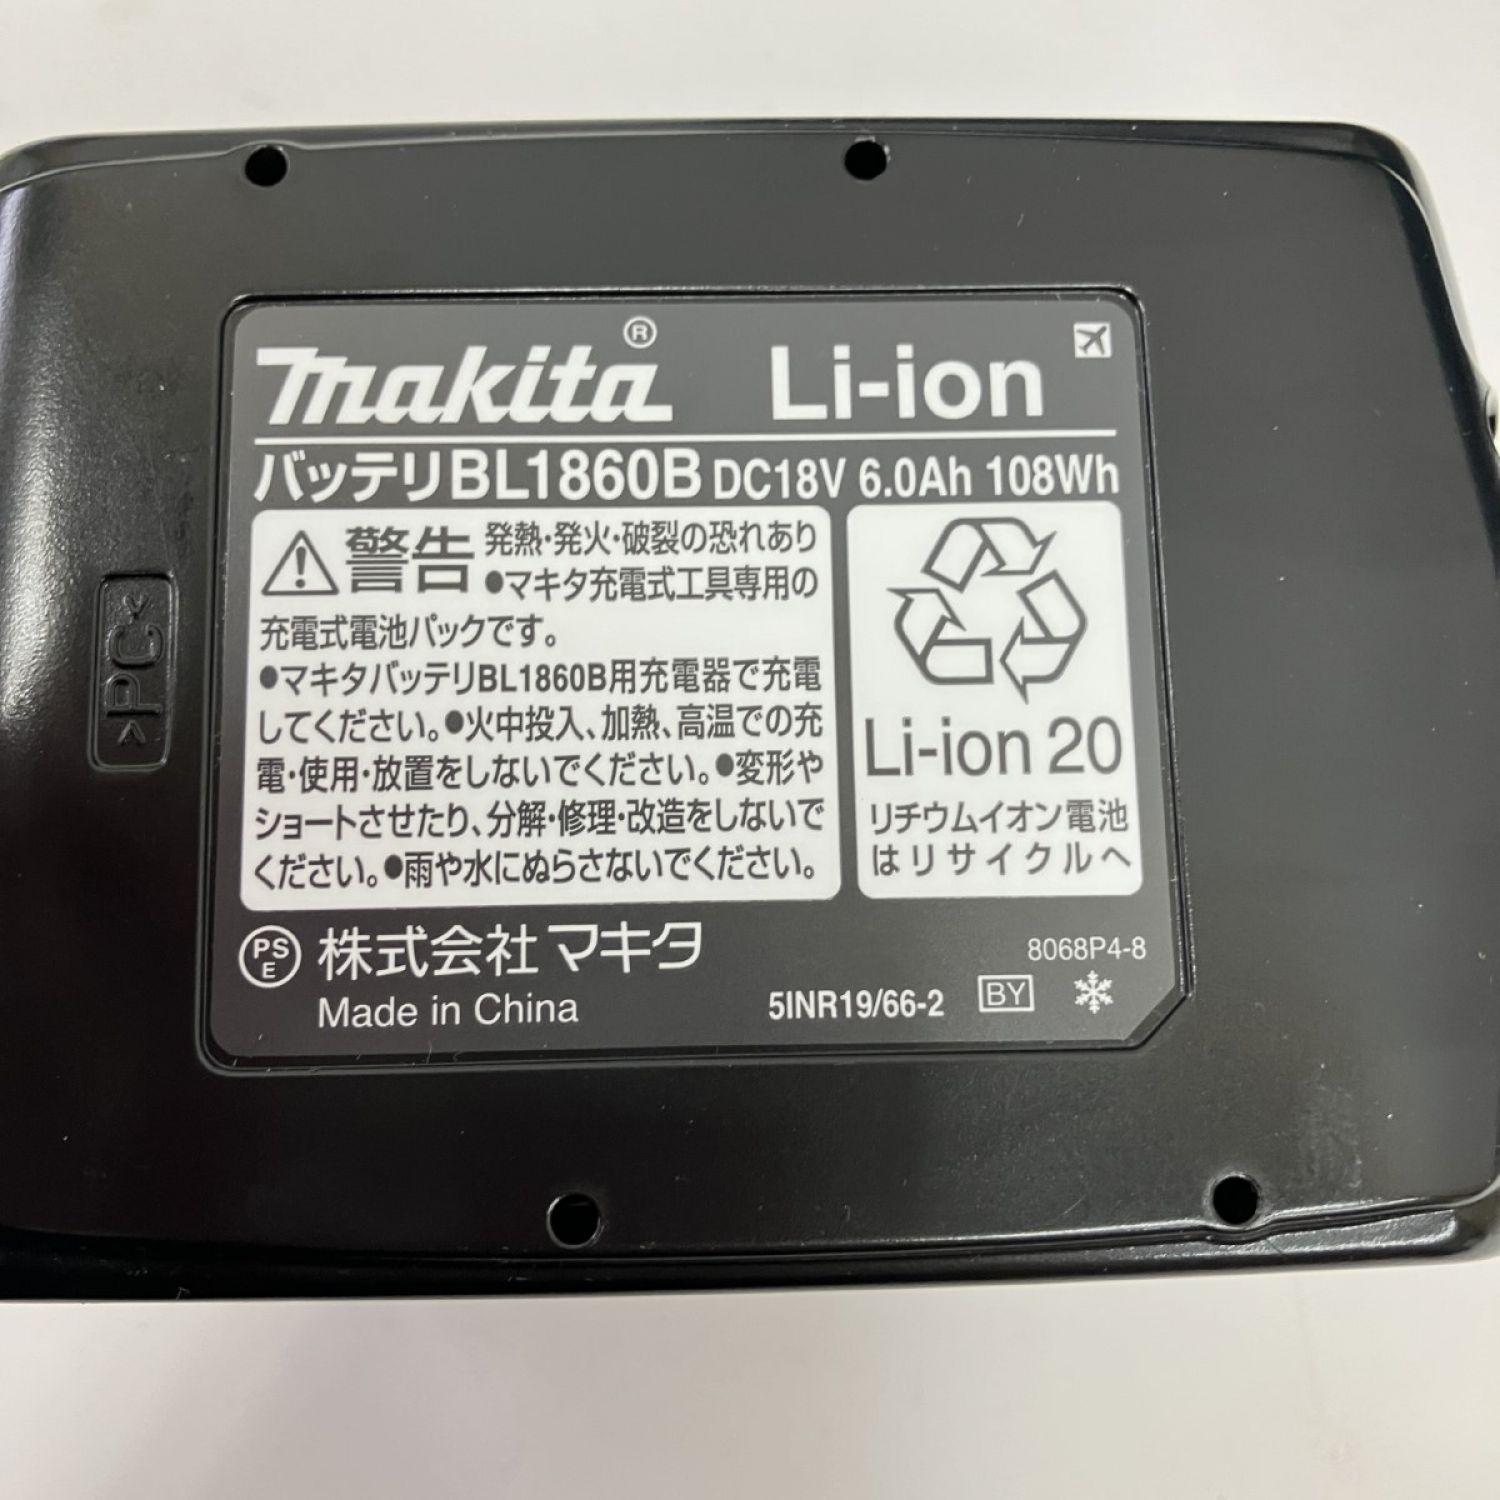 makita® Li-ion
バッテリBL1860B DC18V 6.0Ah 108Wh
警告 発熱・発火・破裂の恐れあり
●マキタ充電式工具専用の
充電式電池パックです。
●マキタバッテリBL1860B用充電器で充電
してください。●火中投入、加熱、高温での充
電・使用・放置をしないでください。●変形や
ショートさせたり、分解・修理・改造をしないで
ください。●雨や水にぬらさないでください。
Li-ion 20
リチウムイオン電池
はリサイクルへ
PS
E
株式会社マキタ
Made in China
8068P4-8
5INR19/66-2 BY
>PC<